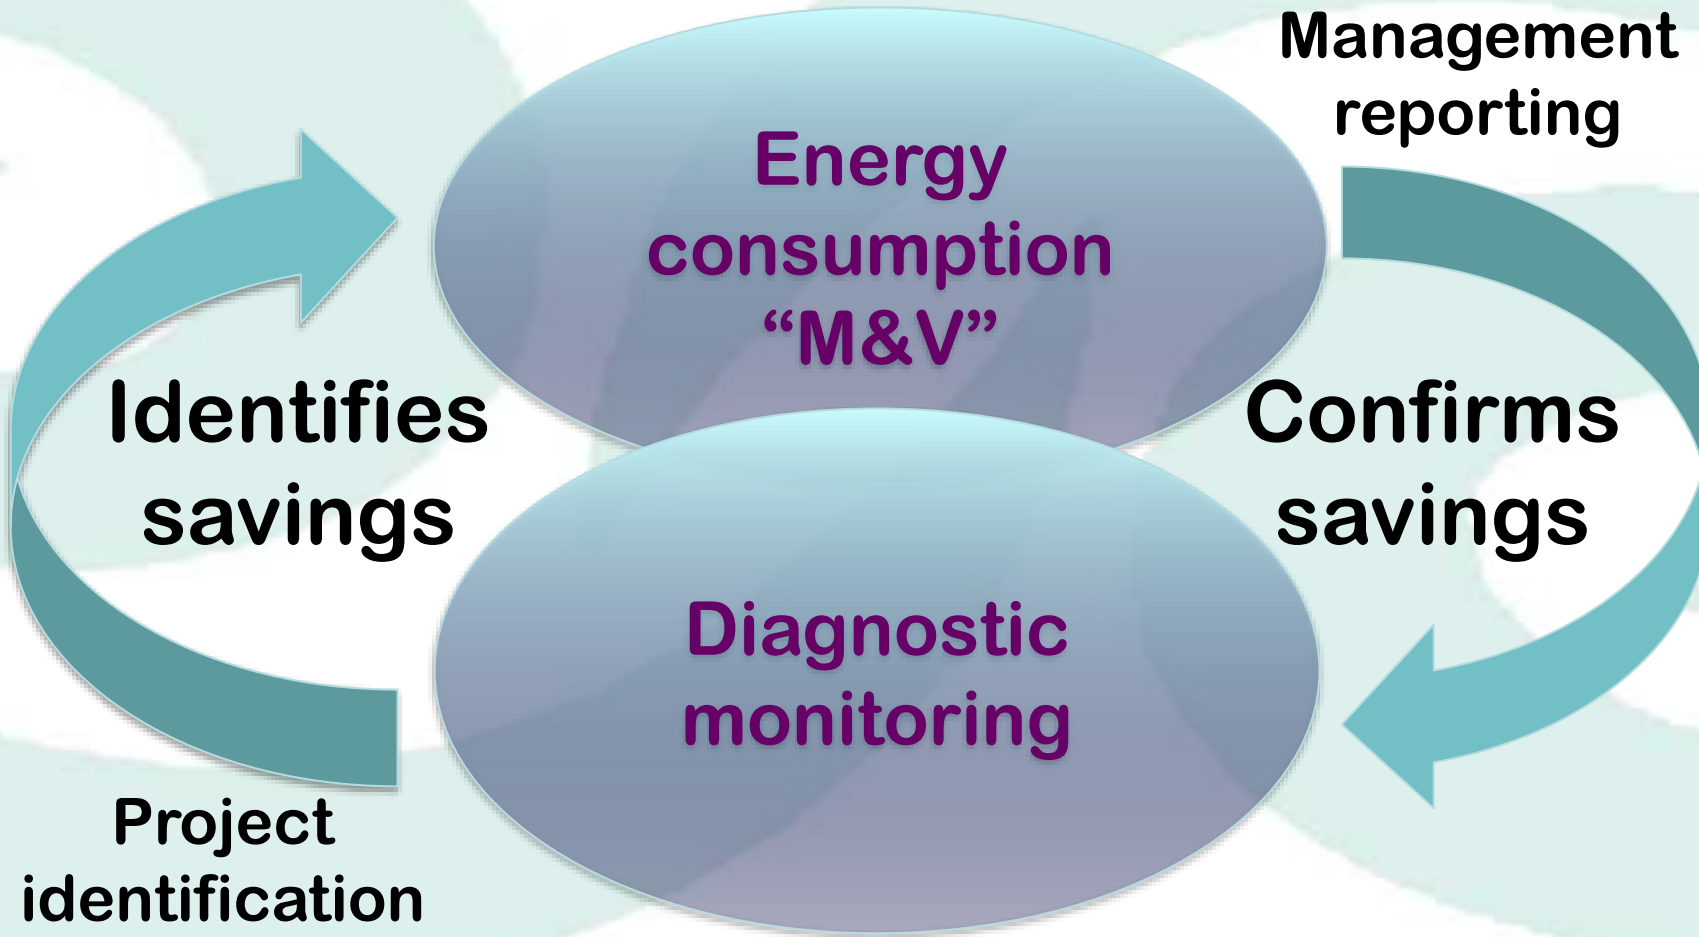 Management
reporting
Energy
consumption
“M&V”
Identifies
savings
Confirms
savings
Diagnostic
monitoring
Project
identification